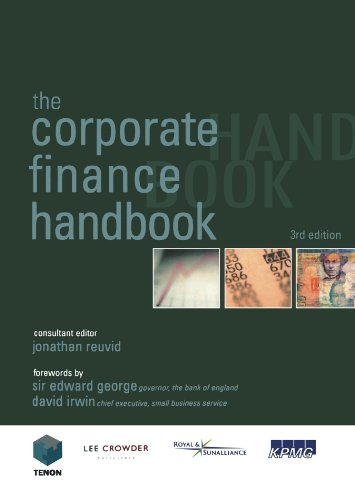 the
corporate
finance
handbook
HAND
BOOK
3rd edition
consultant editor
jonathan reuvid
forewords by
sir edward george governor, the bank of england
david irwin chief executive, small business service
TENON
LEE CROWDER
Solicitors
ROYAL &
SUNALLIANCE
KPMG